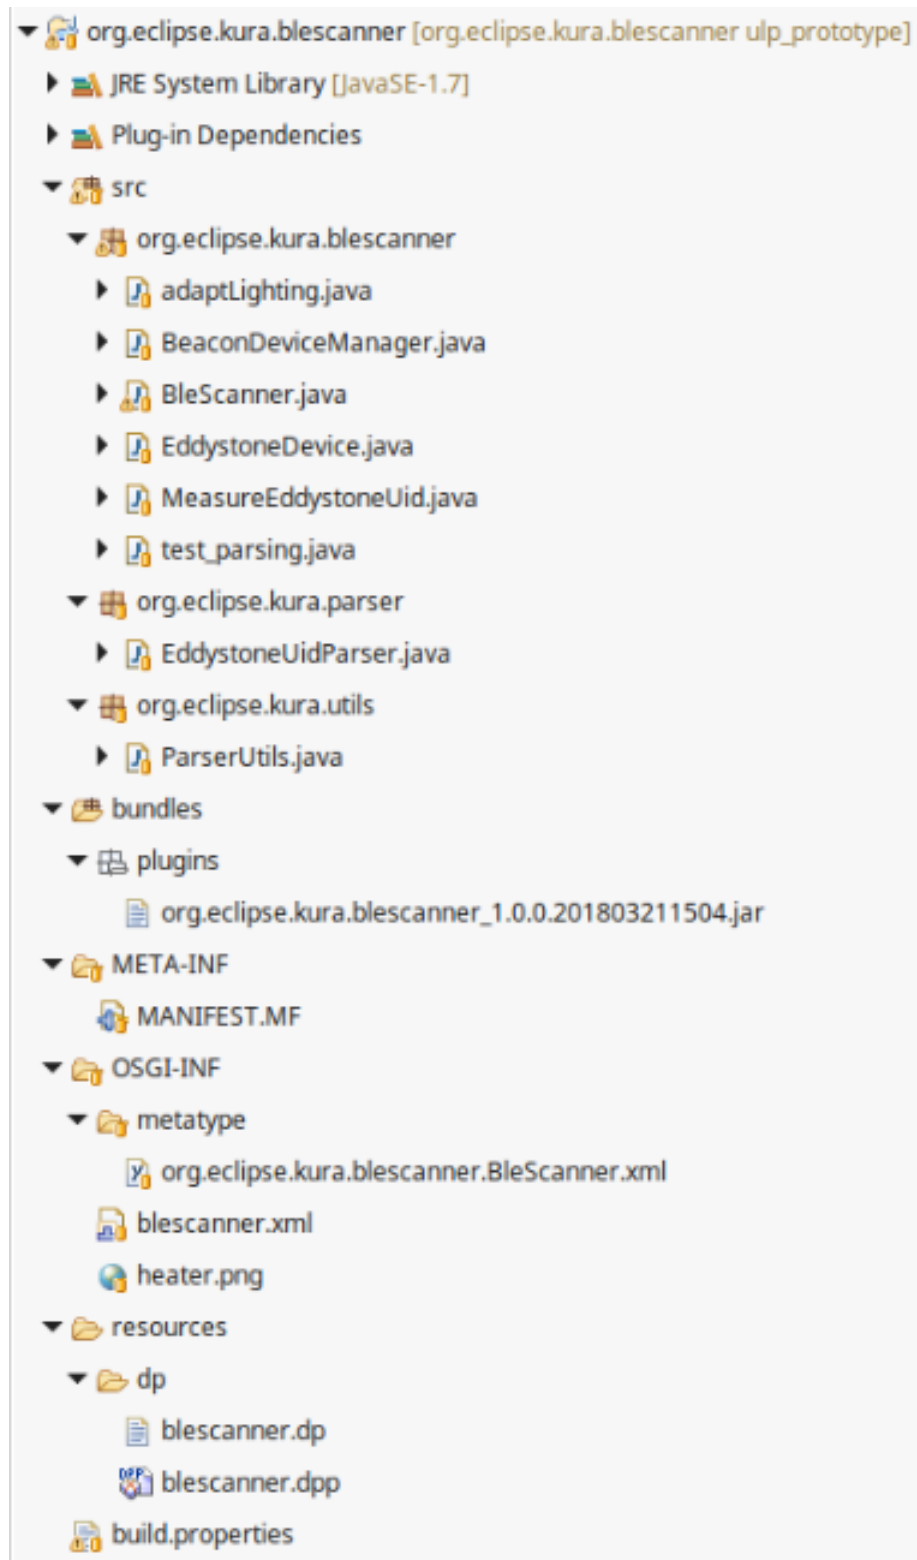 org.eclipse.kura.blescanner [org.eclipse.kura.blescanner ulp_prototype]
JRE System Library [JavaSE-1.7]
Plug-in Dependencies
src
org.eclipse.kura.blescanner
adaptLighting.java
BeaconDeviceManager.java
BleScanner.java
EddystoneDevice.java
MeasureEddystoneUid.java
test_parsing.java
org.eclipse.kura.parser
EddystoneUidParser.java
org.eclipse.kura.utils
ParserUtils.java
bundles
plugins
org.eclipse.kura.blescanner_1.0.0.201803211504.jar
META-INF
MANIFEST.MF
OSGI-INF
metatype
org.eclipse.kura.blescanner.BleScanner.xml
blescanner.xml
heater.png
resources
dp
blescanner.dp
blescanner.dpp
build.properties